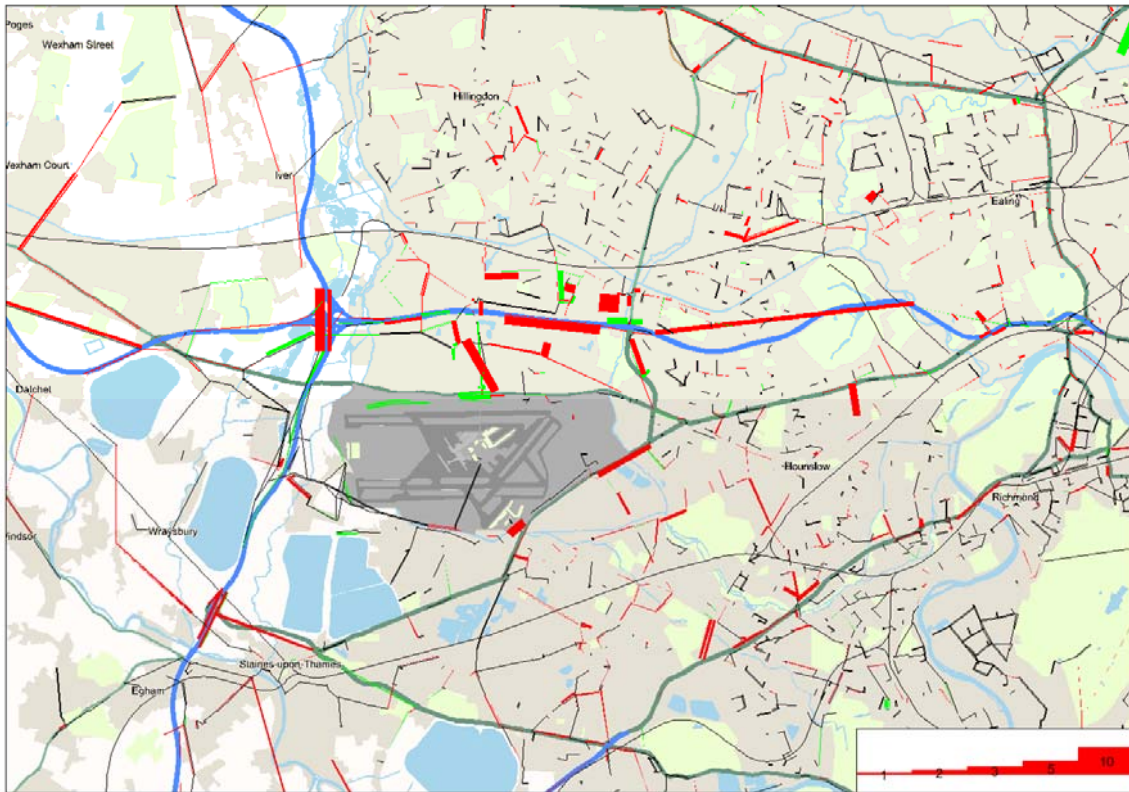 Poges
Wexham Street
Hillingdon
Wexham Court
Iver
Ealing
Datchet
Hounslow
Richmond
Wraysbury
Windsor
Staines-upon-Thames
Egham
1 2 3 5 10